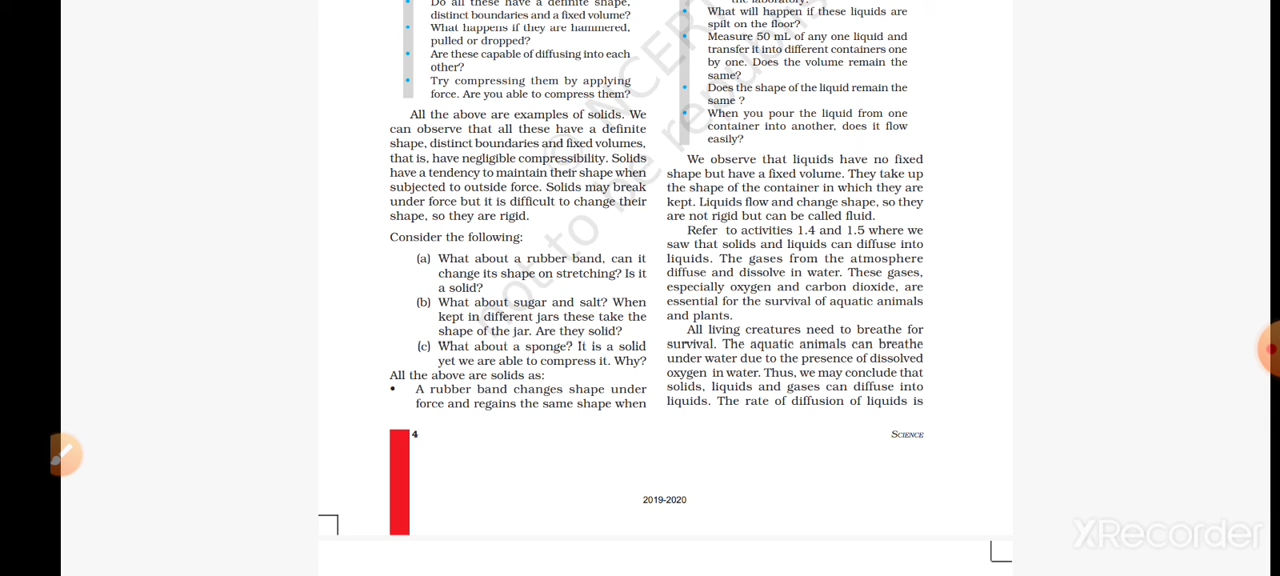 Do all these have a definite shape,
distinct boundaries and a fixed volume?
What happens if they are hammered,
pulled or dropped?
Are these capable of diffusing into each
other?
Try compressing them by applying
force. Are you able to compress them?
All the above are examples of solids. We
can observe that all these have a definite
shape, distinct boundaries and fixed volumes,
that is, have negligible compressibility. Solids
have a tendency to maintain their shape when
subjected to outside force. Solids may break
under force but it is difficult to change their
shape, so they are rigid.
Consider the following:
(a) What about a rubber band, can it
change its shape on stretching? Is it
a solid?
(b) What about sugar and salt? When
kept in different jars these take the
shape of the jar. Are they solid?
(c) What about a sponge? It is a solid
yet we are able to compress it. Why?
All the above are solids as:
• A rubber band changes shape under
force and regains the same shape when
the laboratory?
What will happen if these liquids are
spilt on the floor?
Measure 50 mL of any one liquid and
transfer it into different containers one
by one. Does the volume remain the
same?
Does the shape of the liquid remain the
same ?
When you pour the liquid from one
container into another, does it flow
easily?
We observe that liquids have no fixed
shape but have a fixed volume. They take up
the shape of the container in which they are
kept. Liquids flow and change shape, so they
are not rigid but can be called fluid.
Refer to activities 1.4 and 1.5 where we
saw that solids and liquids can diffuse into
liquids. The gases from the atmosphere
diffuse and dissolve in water. These gases,
especially oxygen and carbon dioxide, are
essential for the survival of aquatic animals
and plants.
All living creatures need to breathe for
survival. The aquatic animals can breathe
under water due to the presence of dissolved
oxygen in water. Thus, we may conclude that
solids, liquids and gases can diffuse into
liquids. The rate of diffusion of liquids is
4
SCIENCE
2019-2020
© NCERT
not to be republish
XRecorder